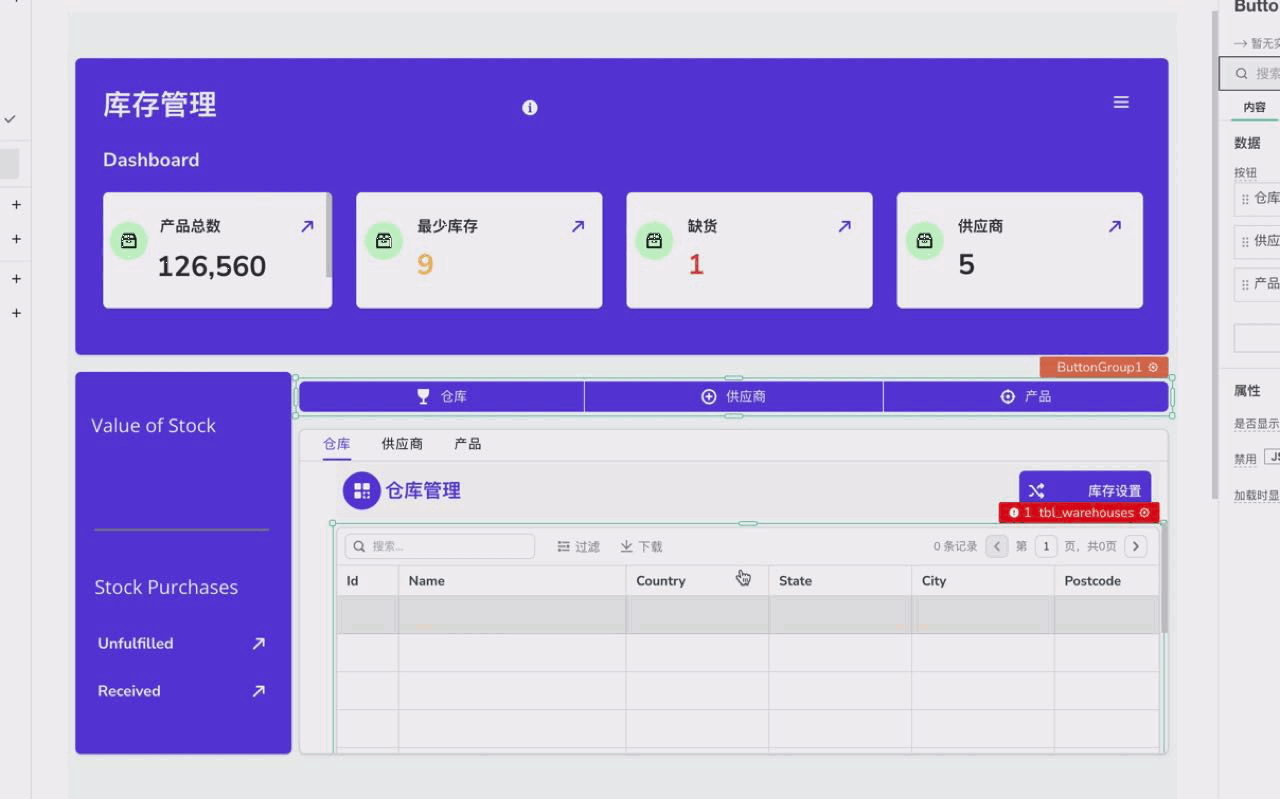 Butto
暂无实
搜索
内容
数据
按钮
仓库
供应
产品
属性
是否显示
禁用 JS
加载时显
库存管理
Dashboard
产品总数
126,560
最少库存
9
缺货
1
供应商
5
ButtonGroup1
仓库 供应商 产品
Value of Stock
Stock Purchases
Unfulfilled
Received
仓库 供应商 产品
仓库管理
库存设置
1 tbl_warehouses
搜索... 过滤 下载 0 条记录 第 1 页，共0页
Id Name Country State City Postcode